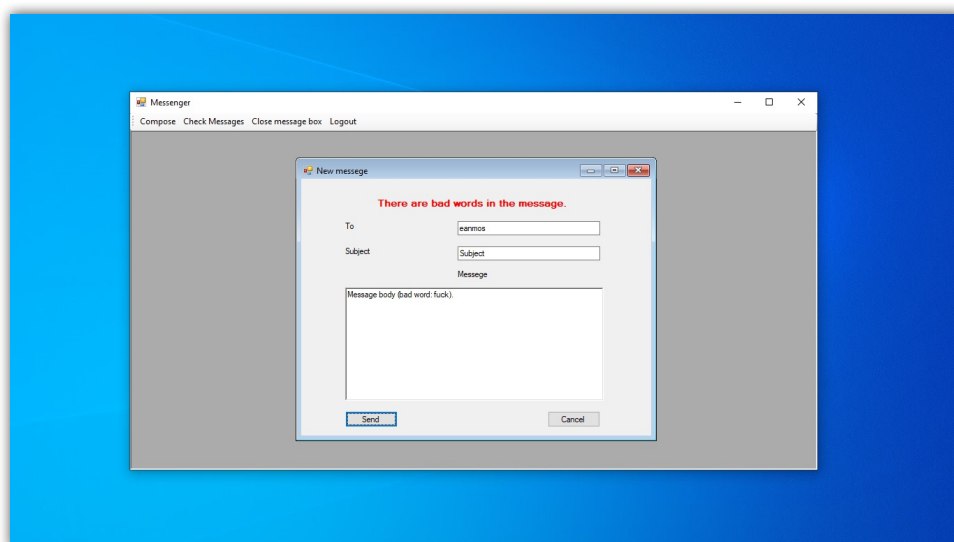 Messenger
Compose Check Messages Close message box Logout
New messege
There are bad words in the message.
To
eanmos
Subject
Subject
Messege
Message body (bad word: fuck).
Send
Cancel